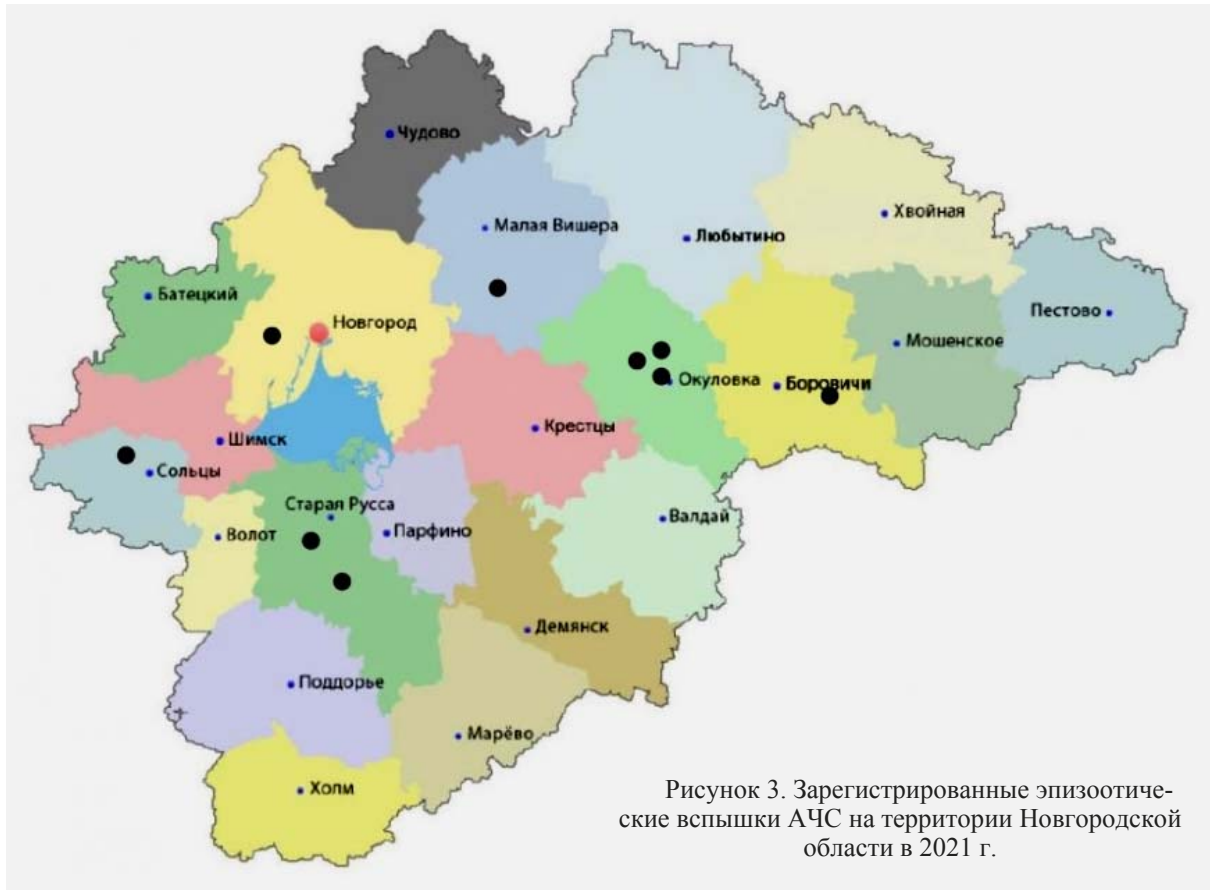 Чудово
Малая Вишера
Хвойная
Любытино
Батецкий
Пестово
Новгород
Мошенское
Окуловка
Боровичи
Крестцы
Шимск
Сольцы
Старая Русса
Валдай
Парфино
Волот
Демянск
Поддорье
Марёво
Холм
Рисунок 3. Зарегистрированные эпизоотиче-
ские вспышки АЧС на территории Новгородской
области в 2021 г.